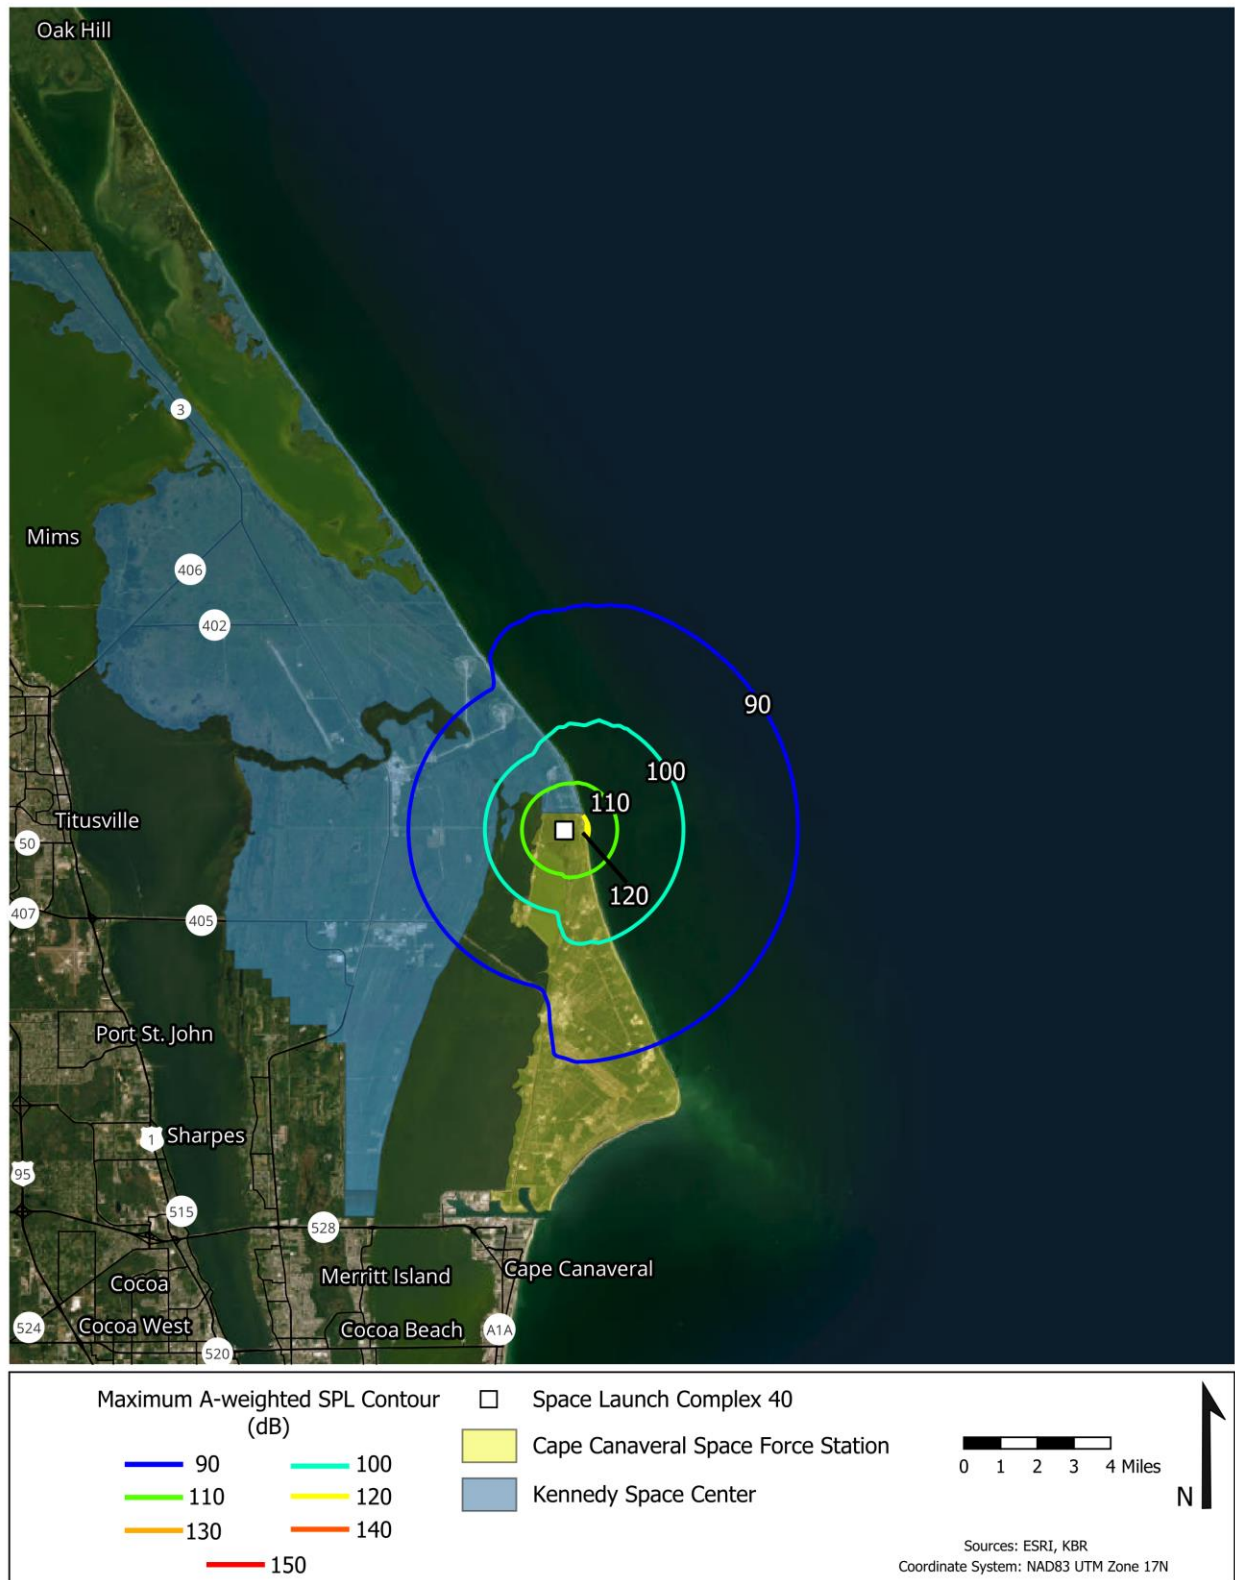 Oak Hill
3
Mims
406
402
90
100
110
Titusville
50
120
407
405
Port St. John
1
Sharpes
95
515
528
Cape Canaveral
Merritt Island
Cocoa
524
Cocoa West
Cocoa Beach
A1A
520
Maximum A-weighted SPL Contour
(dB)
90
100
110
120
130
140
150
Space Launch Complex 40
Cape Canaveral Space Force Station
Kennedy Space Center
0 1 2 3 4 Miles
N
Sources: ESRI, KBR
Coordinate System: NAD83 UTM Zone 17N